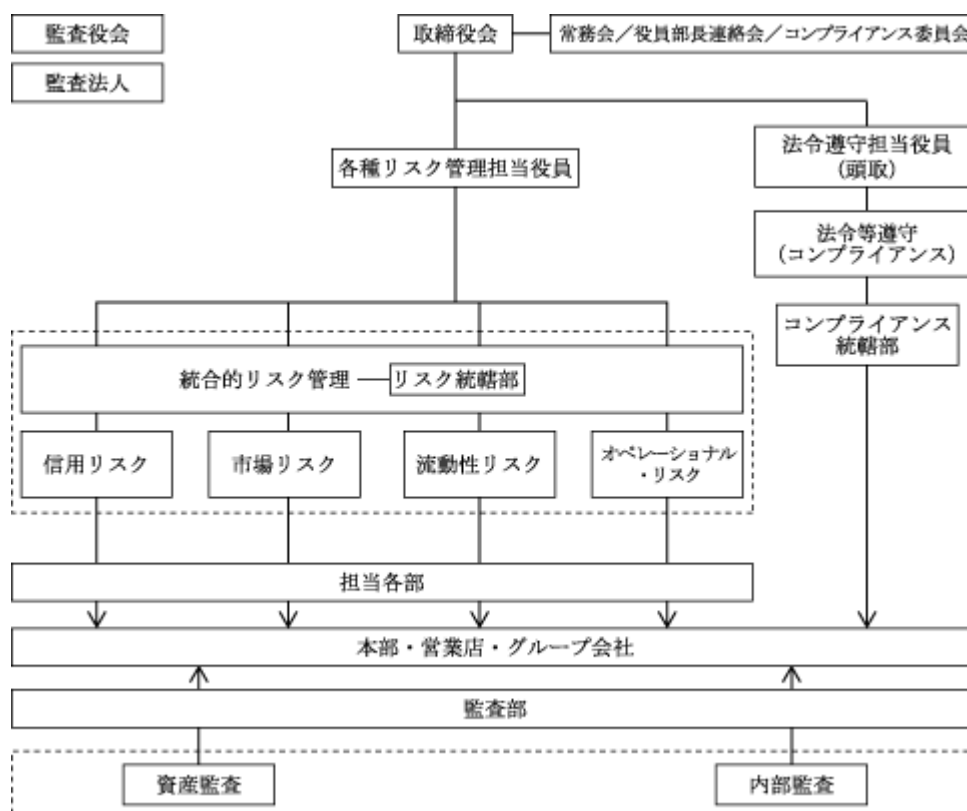 監査役会
取締役会
常務会／役員部長連絡会／コンプライアンス委員会
監査法人
各種リスク管理担当役員
法令遵守担当役員
(頭取)
法令等遵守
(コンプライアンス)
コンプライアンス
統轄部
統合的リスク管理
リスク統轄部
信用リスク
市場リスク
流動性リスク
オペレーショナル
・リスク
担当各部
本部・営業店・グループ会社
監査部
資産監査
内部監査